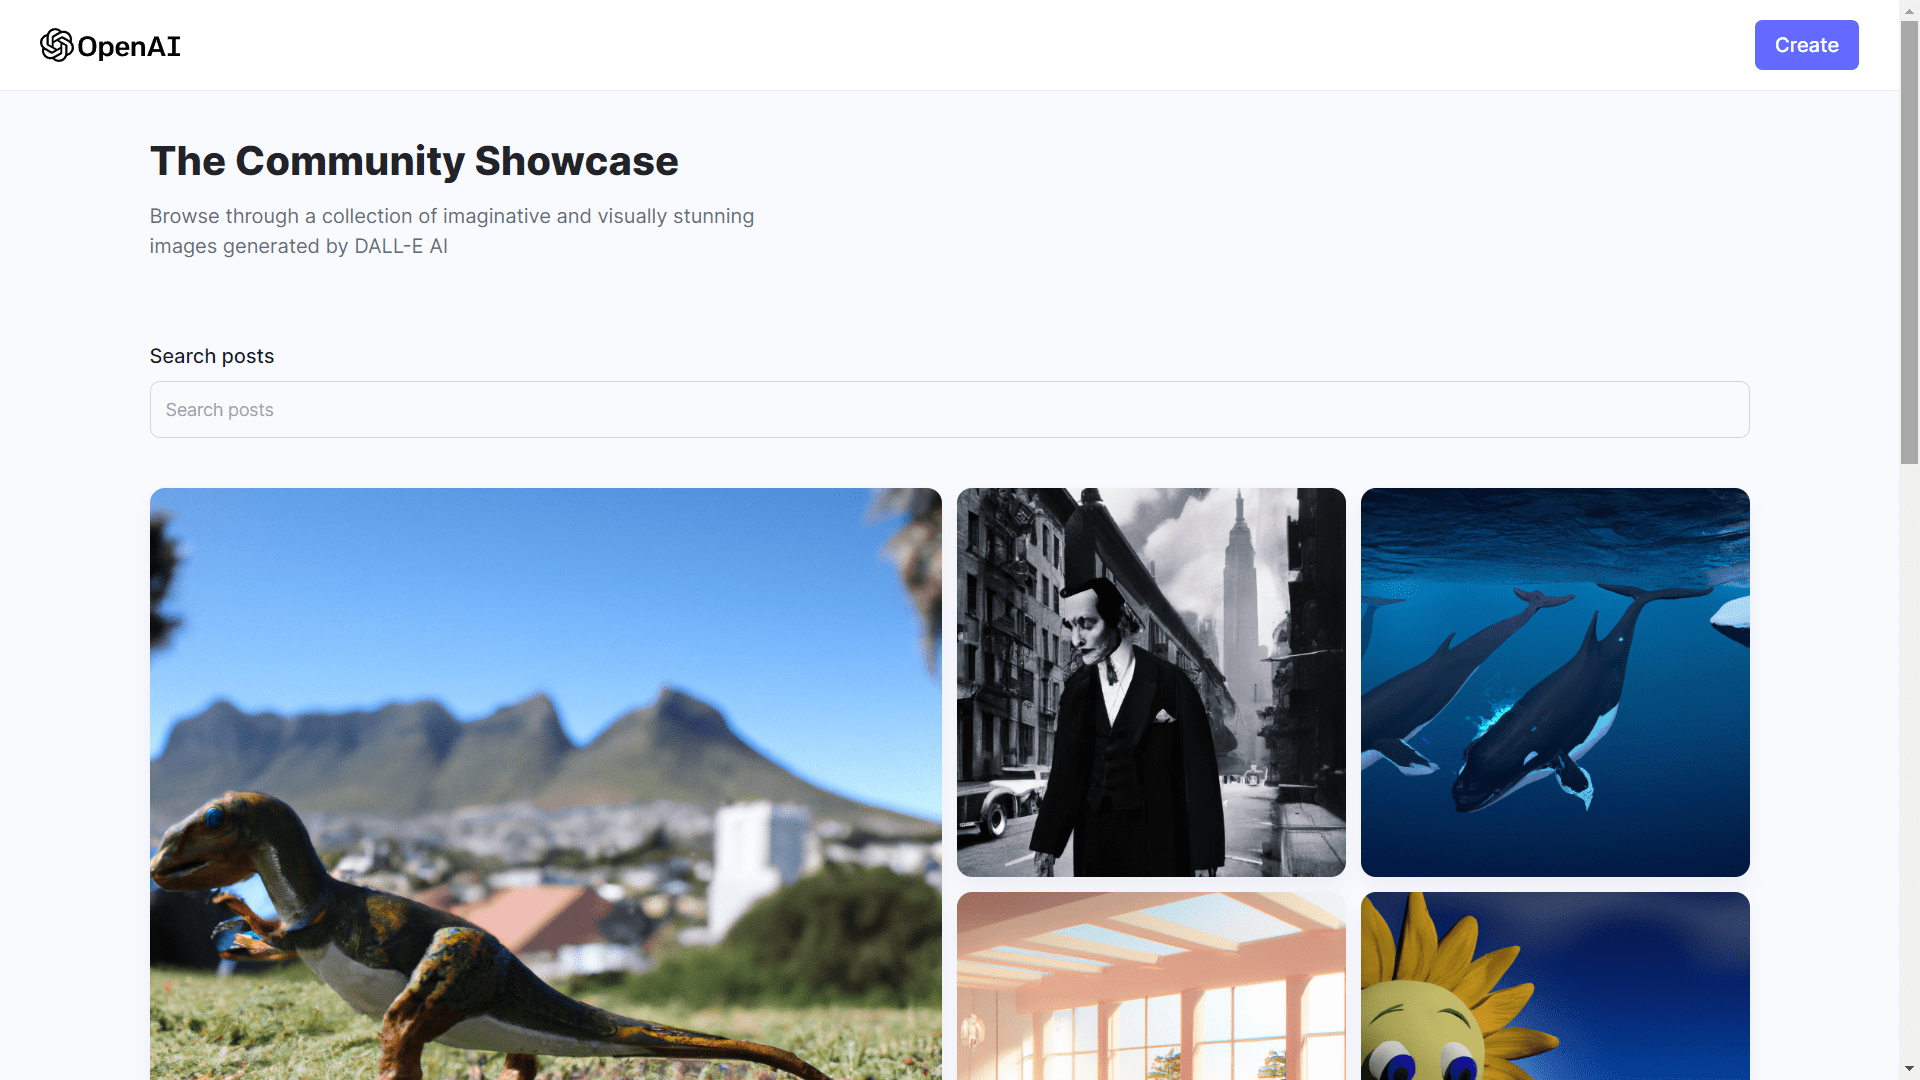 OpenAI
Create
The Community Showcase
Browse through a collection of imaginative and visually stunning
images generated by DALL-E AI
Search posts
Search posts